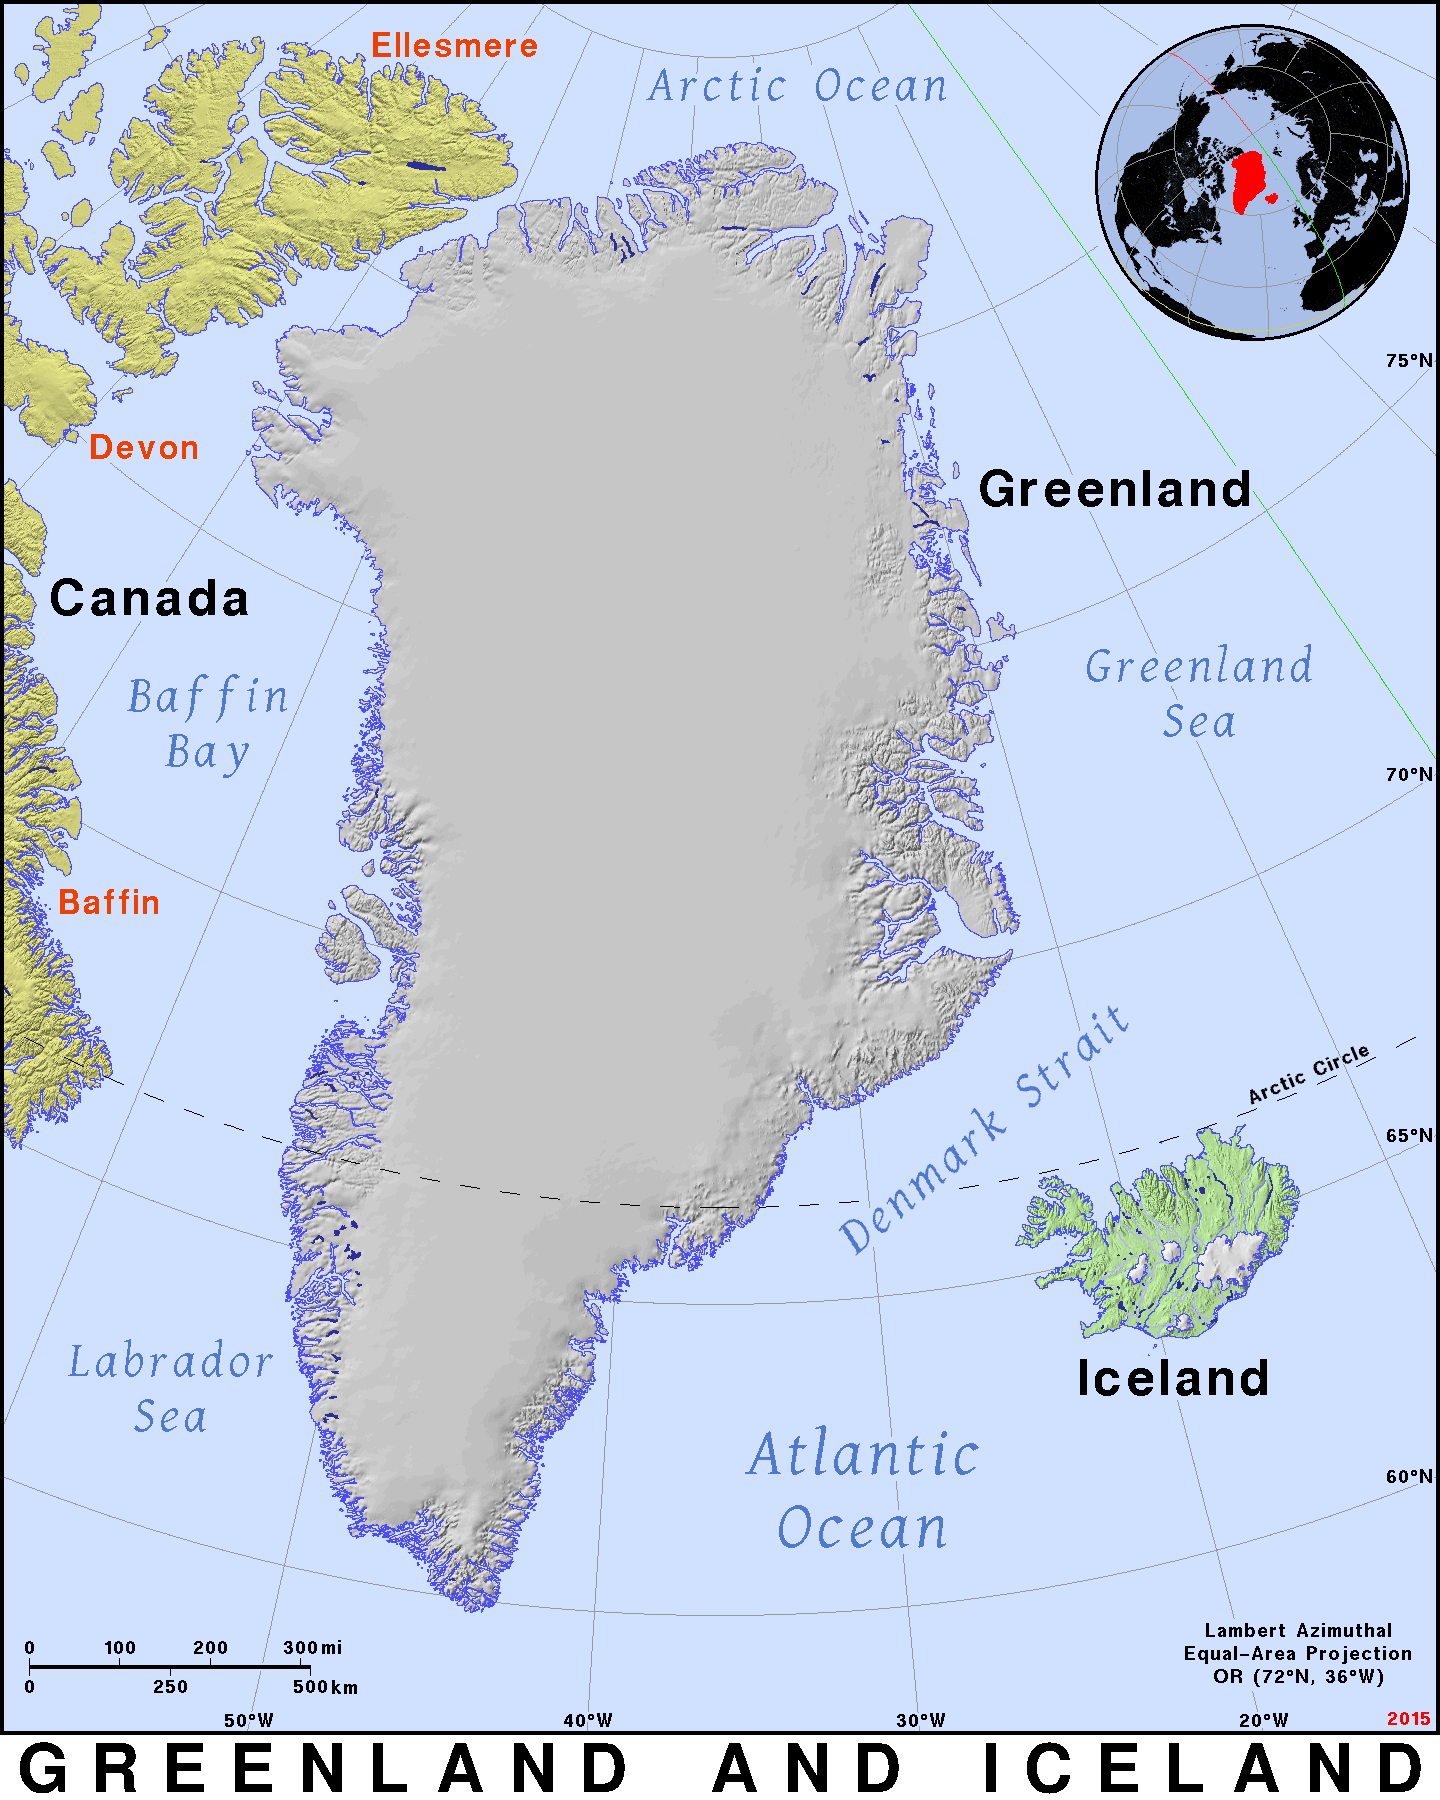 Ellesmere
Arctic Ocean
75°N
Devon
Greenland
Canada
Greenland
Sea
Baffin
Bay
70°N
Baffin
Denmark Strait
Arctic Circle
65°N
Labrador
Sea
Iceland
Atlantic
Ocean
60°N
Lambert Azimuthal
Equal-Area Projection
OR (72°N, 36°W)
0 100 200 300 mi
0 250 500 km
50°W 40°W 30°W 20°W 2015
GREENLAND AND ICELAND